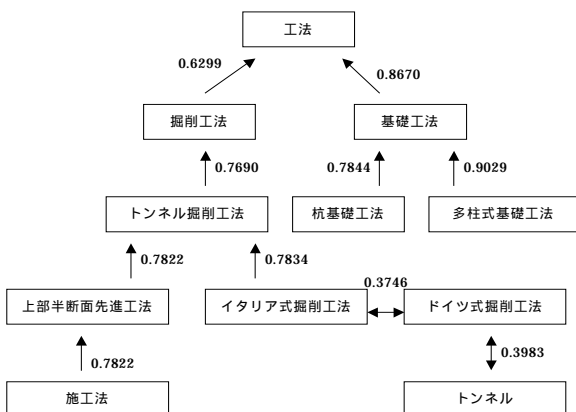 工法
0.6299
0.8670
掘削工法
基礎工法
0.7690
0.7844
0.9029
トンネル掘削工法
杭基礎工法
多柱式基礎工法
0.7822
0.7834
0.3746
上部半断面先進工法
イタリア式掘削工法
ドイツ式掘削工法
0.7822
0.3983
施工法
トンネル